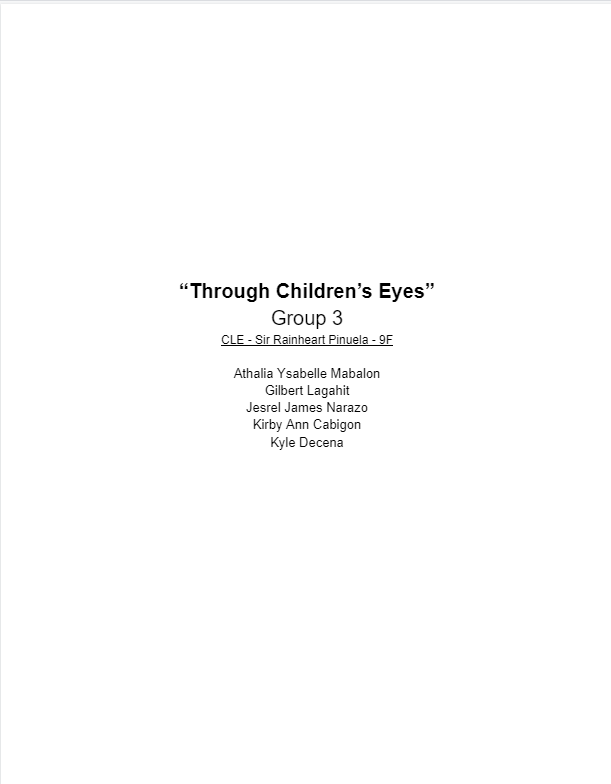 “Through Children’s Eyes”
Group 3
CLE - Sir Rainheart Pinuela - 9F
Athalia Ysabelle Mabalon
Gilbert Lagahit
Jesrel James Narazo
Kirby Ann Cabigon
Kyle Decena